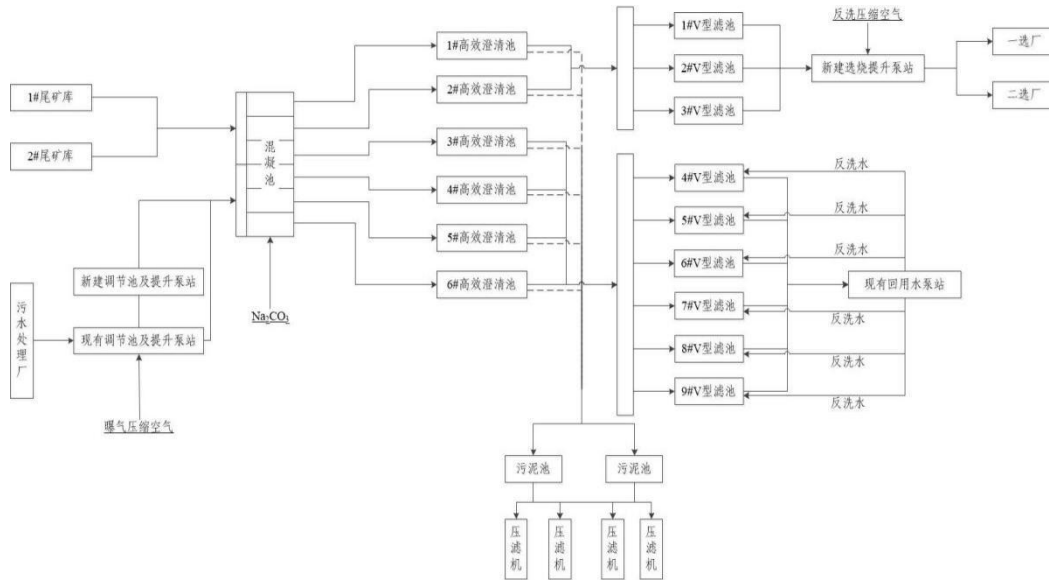 1#尾矿库
2#尾矿库
污水处理厂
新建调节池及提升泵站
现有调节池及提升泵站
曝气压缩空气
混凝池
Na₂CO₃
1#高效澄清池
2#高效澄清池
3#高效澄清池
4#高效澄清池
5#高效澄清池
6#高效澄清池
1#V型滤池
2#V型滤池
3#V型滤池
反洗压缩空气
新建选烧提升泵站
一选厂
二选厂
4#V型滤池
5#V型滤池
6#V型滤池
7#V型滤池
8#V型滤池
9#V型滤池
反洗水
反洗水
反洗水
反洗水
反洗水
反洗水
现有回用水泵站
污泥池
污泥池
压滤机
压滤机
压滤机
压滤机